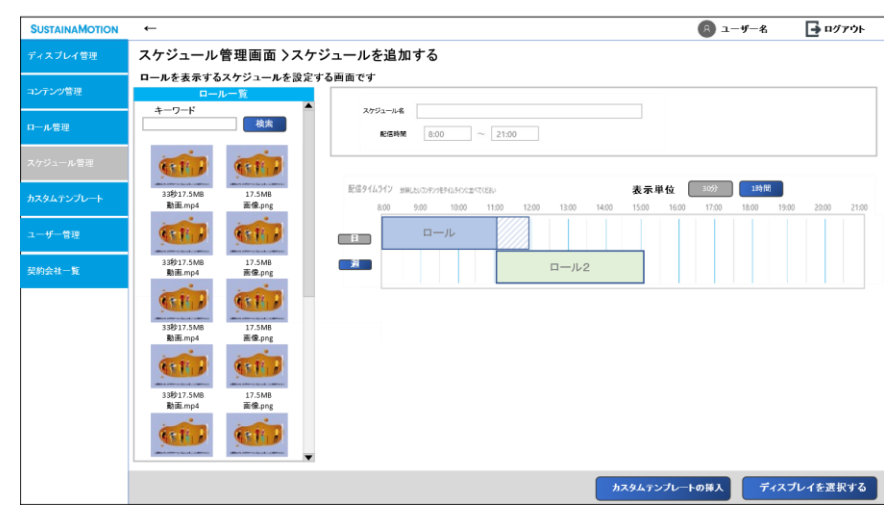 SUSTAINAMOTION
←
ユーザー名
ログアウト
ディスプレイ管理
コンテンツ管理
ロール管理
スケジュール管理
カスタムテンプレート
ユーザー管理
契約会社一覧
スケジュール管理画面 〉スケジュールを追加する
ロールを表示するスケジュールを設定する画面です
ロール一覧
キーワード
検索
33秒17.5MB 17.5MB
動画.mp4 画像.png
33秒17.5MB 17.5MB
動画.mp4 画像.png
33秒17.5MB 17.5MB
動画.mp4 画像.png
33秒17.5MB 17.5MB
動画.mp4 画像.png
スケジュール名
配信時間 8:00 ～ 21:00
配信タイムライン
表示単位 30分 1時間
8:00 9:00 10:00 11:00 12:00 13:00 14:00 15:00 16:00 17:00 18:00 19:00 20:00 21:00
日 ロール
週 ロール2
カスタムテンプレートの挿入
ディスプレイを選択する